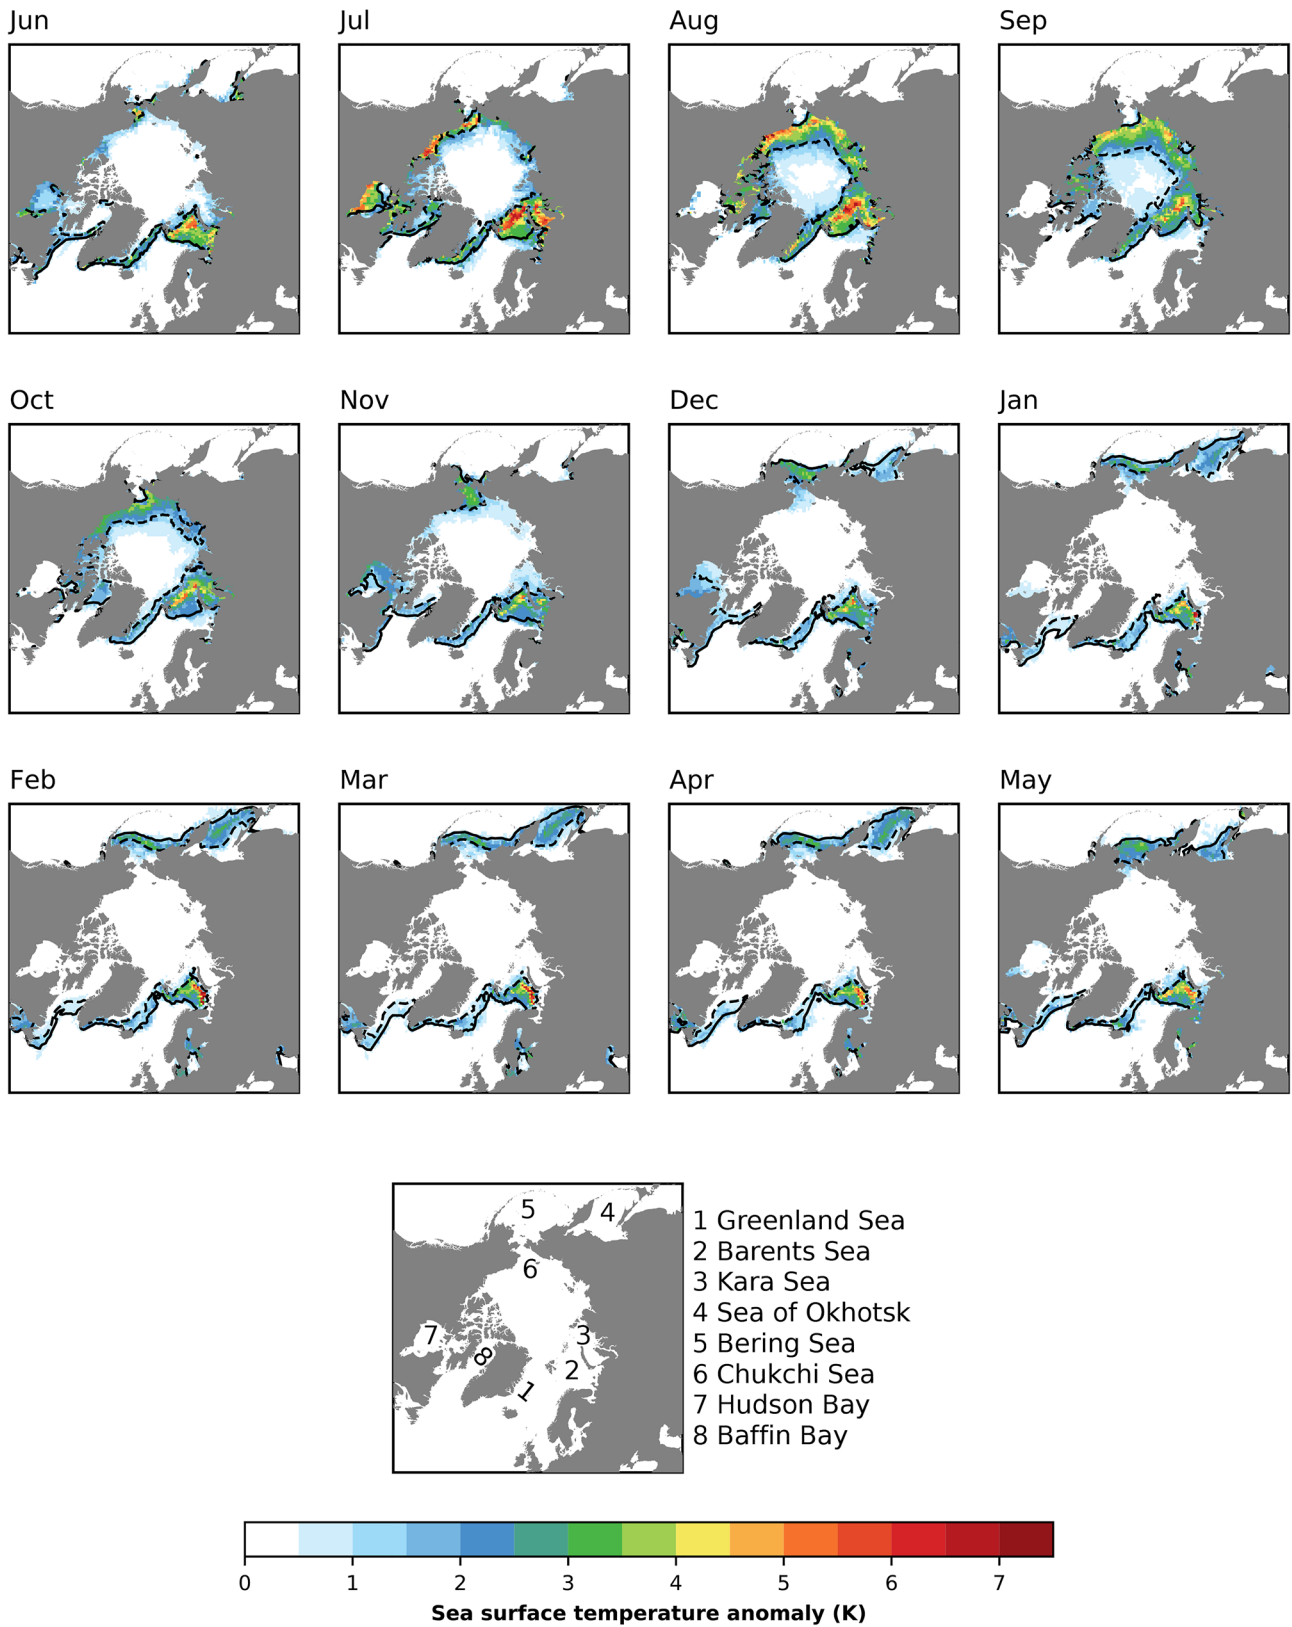 Jun
Jul
Aug
Sep
Oct
Nov
Dec
Jan
Feb
Mar
Apr
May
5
4
6
7
3
8
2
1
1 Greenland Sea
2 Barents Sea
3 Kara Sea
4 Sea of Okhotsk
5 Bering Sea
6 Chukchi Sea
7 Hudson Bay
8 Baffin Bay
0 1 2 3 4 5 6 7
Sea surface temperature anomaly (K)